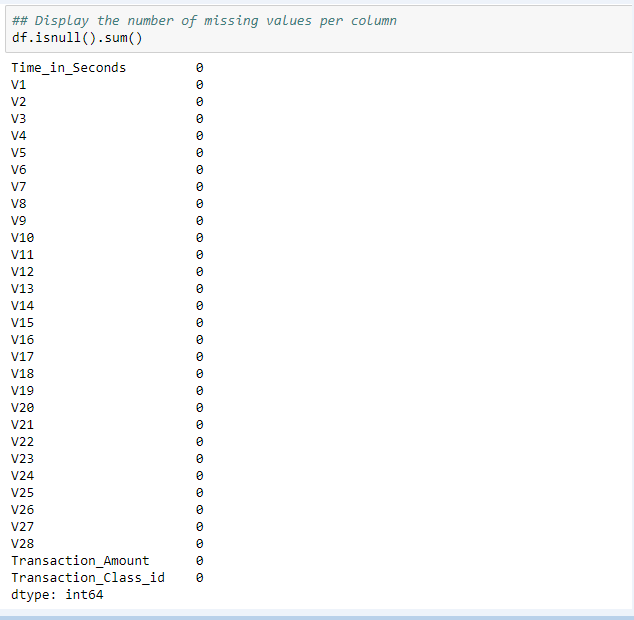 ## Display the number of missing values per column
df.isnull().sum()
Time_in_Seconds 0
V1 0
V2 0
V3 0
V4 0
V5 0
V6 0
V7 0
V8 0
V9 0
V10 0
V11 0
V12 0
V13 0
V14 0
V15 0
V16 0
V17 0
V18 0
V19 0
V20 0
V21 0
V22 0
V23 0
V24 0
V25 0
V26 0
V27 0
V28 0
Transaction_Amount 0
Transaction_Class_id 0
dtype: int64